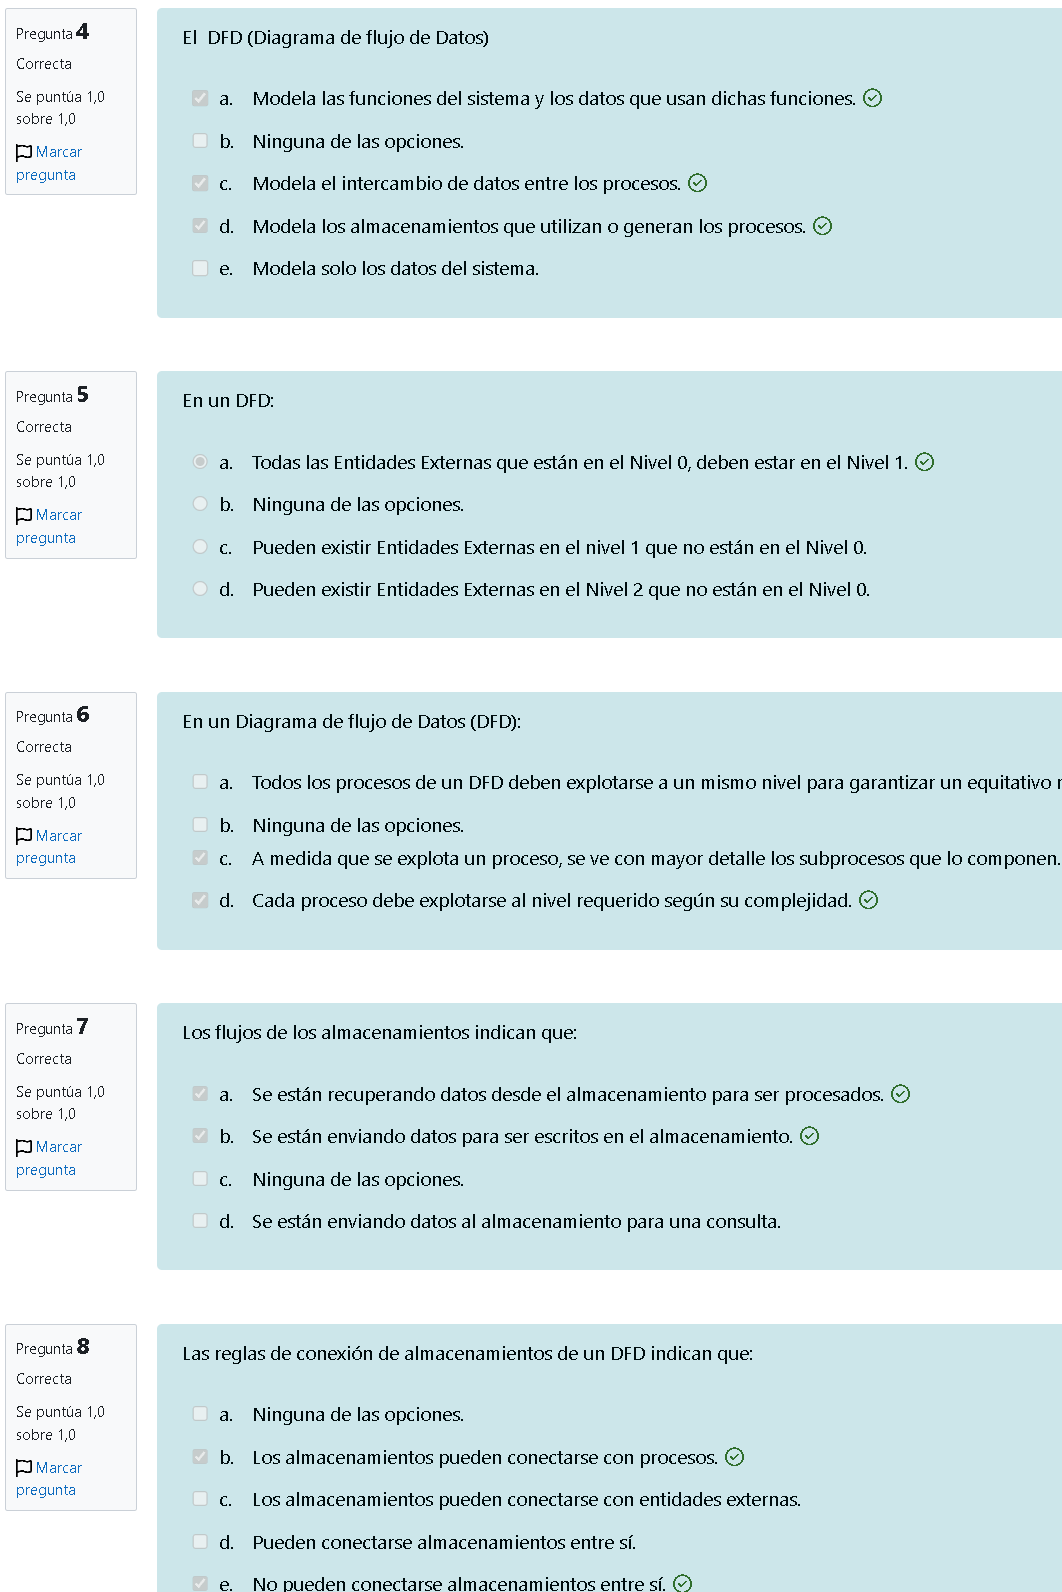 Pregunta 4
Correcta
Se puntúa 1,0
sobre 1,0
Marcar
pregunta
El DFD (Diagrama de flujo de Datos)
a. Modela las funciones del sistema y los datos que usan dichas funciones.
b. Ninguna de las opciones.
c. Modela el intercambio de datos entre los procesos.
d. Modela los almacenamientos que utilizan o generan los procesos.
e. Modela solo los datos del sistema.
Pregunta 5
Correcta
Se puntúa 1,0
sobre 1,0
Marcar
pregunta
En un DFD:
a. Todas las Entidades Externas que están en el Nivel 0, deben estar en el Nivel 1.
b. Ninguna de las opciones.
c. Pueden existir Entidades Externas en el nivel 1 que no están en el Nivel 0.
d. Pueden existir Entidades Externas en el Nivel 2 que no están en el Nivel 0.
Pregunta 6
Correcta
Se puntúa 1,0
sobre 1,0
Marcar
pregunta
En un Diagrama de flujo de Datos (DFD):
a. Todos los procesos de un DFD deben explotarse a un mismo nivel para garantizar un equitativo
b. Ninguna de las opciones.
c. A medida que se explota un proceso, se ve con mayor detalle los subprocesos que lo componen.
d. Cada proceso debe explotarse al nivel requerido según su complejidad.
Pregunta 7
Correcta
Se puntúa 1,0
sobre 1,0
Marcar
pregunta
Los flujos de los almacenamientos indican que:
a. Se están recuperando datos desde el almacenamiento para ser procesados.
b. Se están enviando datos para ser escritos en el almacenamiento.
c. Ninguna de las opciones.
d. Se están enviando datos al almacenamiento para una consulta.
Pregunta 8
Correcta
Se puntúa 1,0
sobre 1,0
Marcar
pregunta
Las reglas de conexión de almacenamientos de un DFD indican que:
a. Ninguna de las opciones.
b. Los almacenamientos pueden conectarse con procesos.
c. Los almacenamientos pueden conectarse con entidades externas.
d. Pueden conectarse almacenamientos entre sí.
e. No pueden conectarse almacenamientos entre sí.